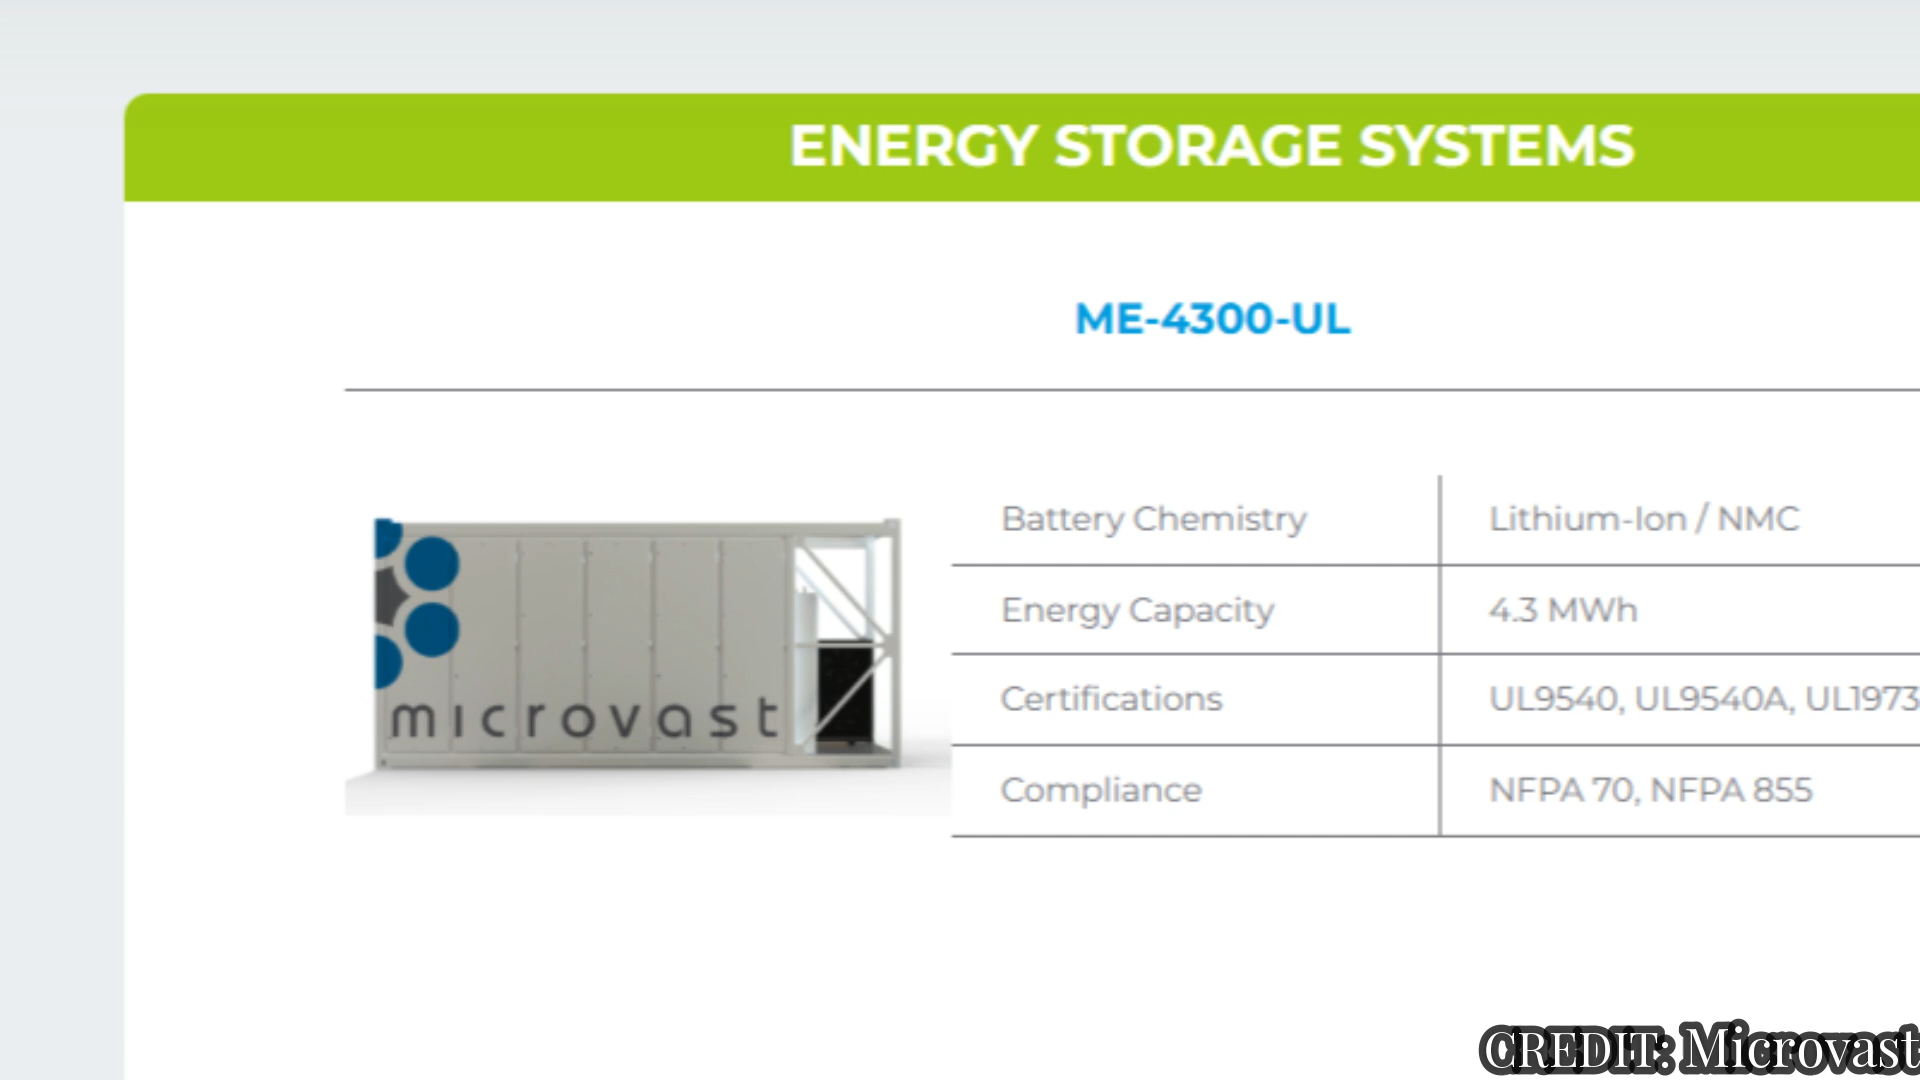 ENERGY STORAGE SYSTEMS
ME-4300-UL
microvast
Battery Chemistry Lithium-Ion / NMC
Energy Capacity 4.3 MWh
Certifications UL9540, UL9540A, UL1973
Compliance NFPA 70, NFPA 855
CREDIT: Microvast